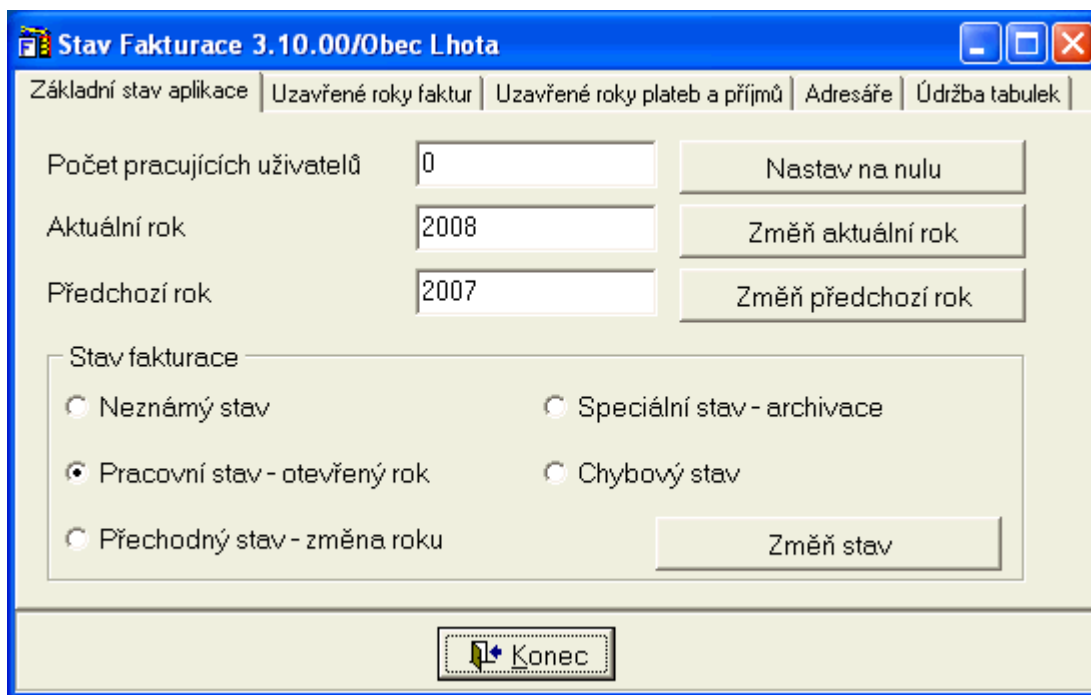 Stav Fakturace 3.10.00/Obec Lhota
Základní stav aplikace Uzavřené roky faktur Uzavřené roky plateb a příjmů Adresáře Údržba tabulek
Počet pracujících uživatelů 0 Nastav na nulu
Aktuální rok 2008 Změň aktuální rok
Předchozí rok 2007 Změň předchozí rok
Stav fakturace
Neznámý stav Speciální stav - archivace
Pracovní stav - otevřený rok Chybový stav
Přechodný stav - změna roku Změň stav
Konec